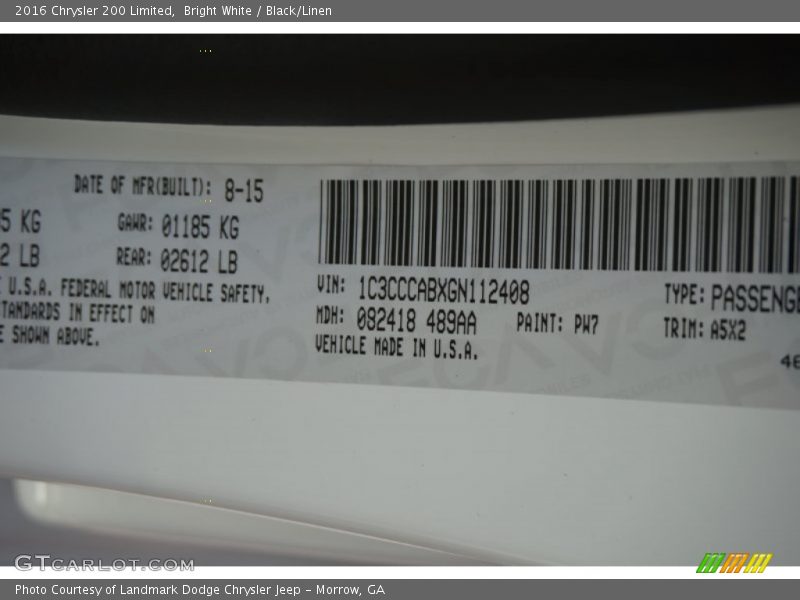 2016 Chrysler 200 Limited,  Bright White / Black/Linen
DATE OF MFR(BUILT): 8-15
5 KG GAWR: 01185 KG
2 LB REAR: 02612 LB
U.S.A. FEDERAL MOTOR VEHICLE SAFETY,
TANDARDS IN EFFECT ON
E SHOWN ABOVE.
VIN: 1C3CCCABXGN112408 TYPE: PASSENGE
MDH: 082418 489AA PAINT: PW7 TRIM: A5X2
VEHICLE MADE IN U.S.A.
GTCARLOT.COM
Photo Courtesy of Landmark Dodge Chrysler Jeep – Morrow, GA